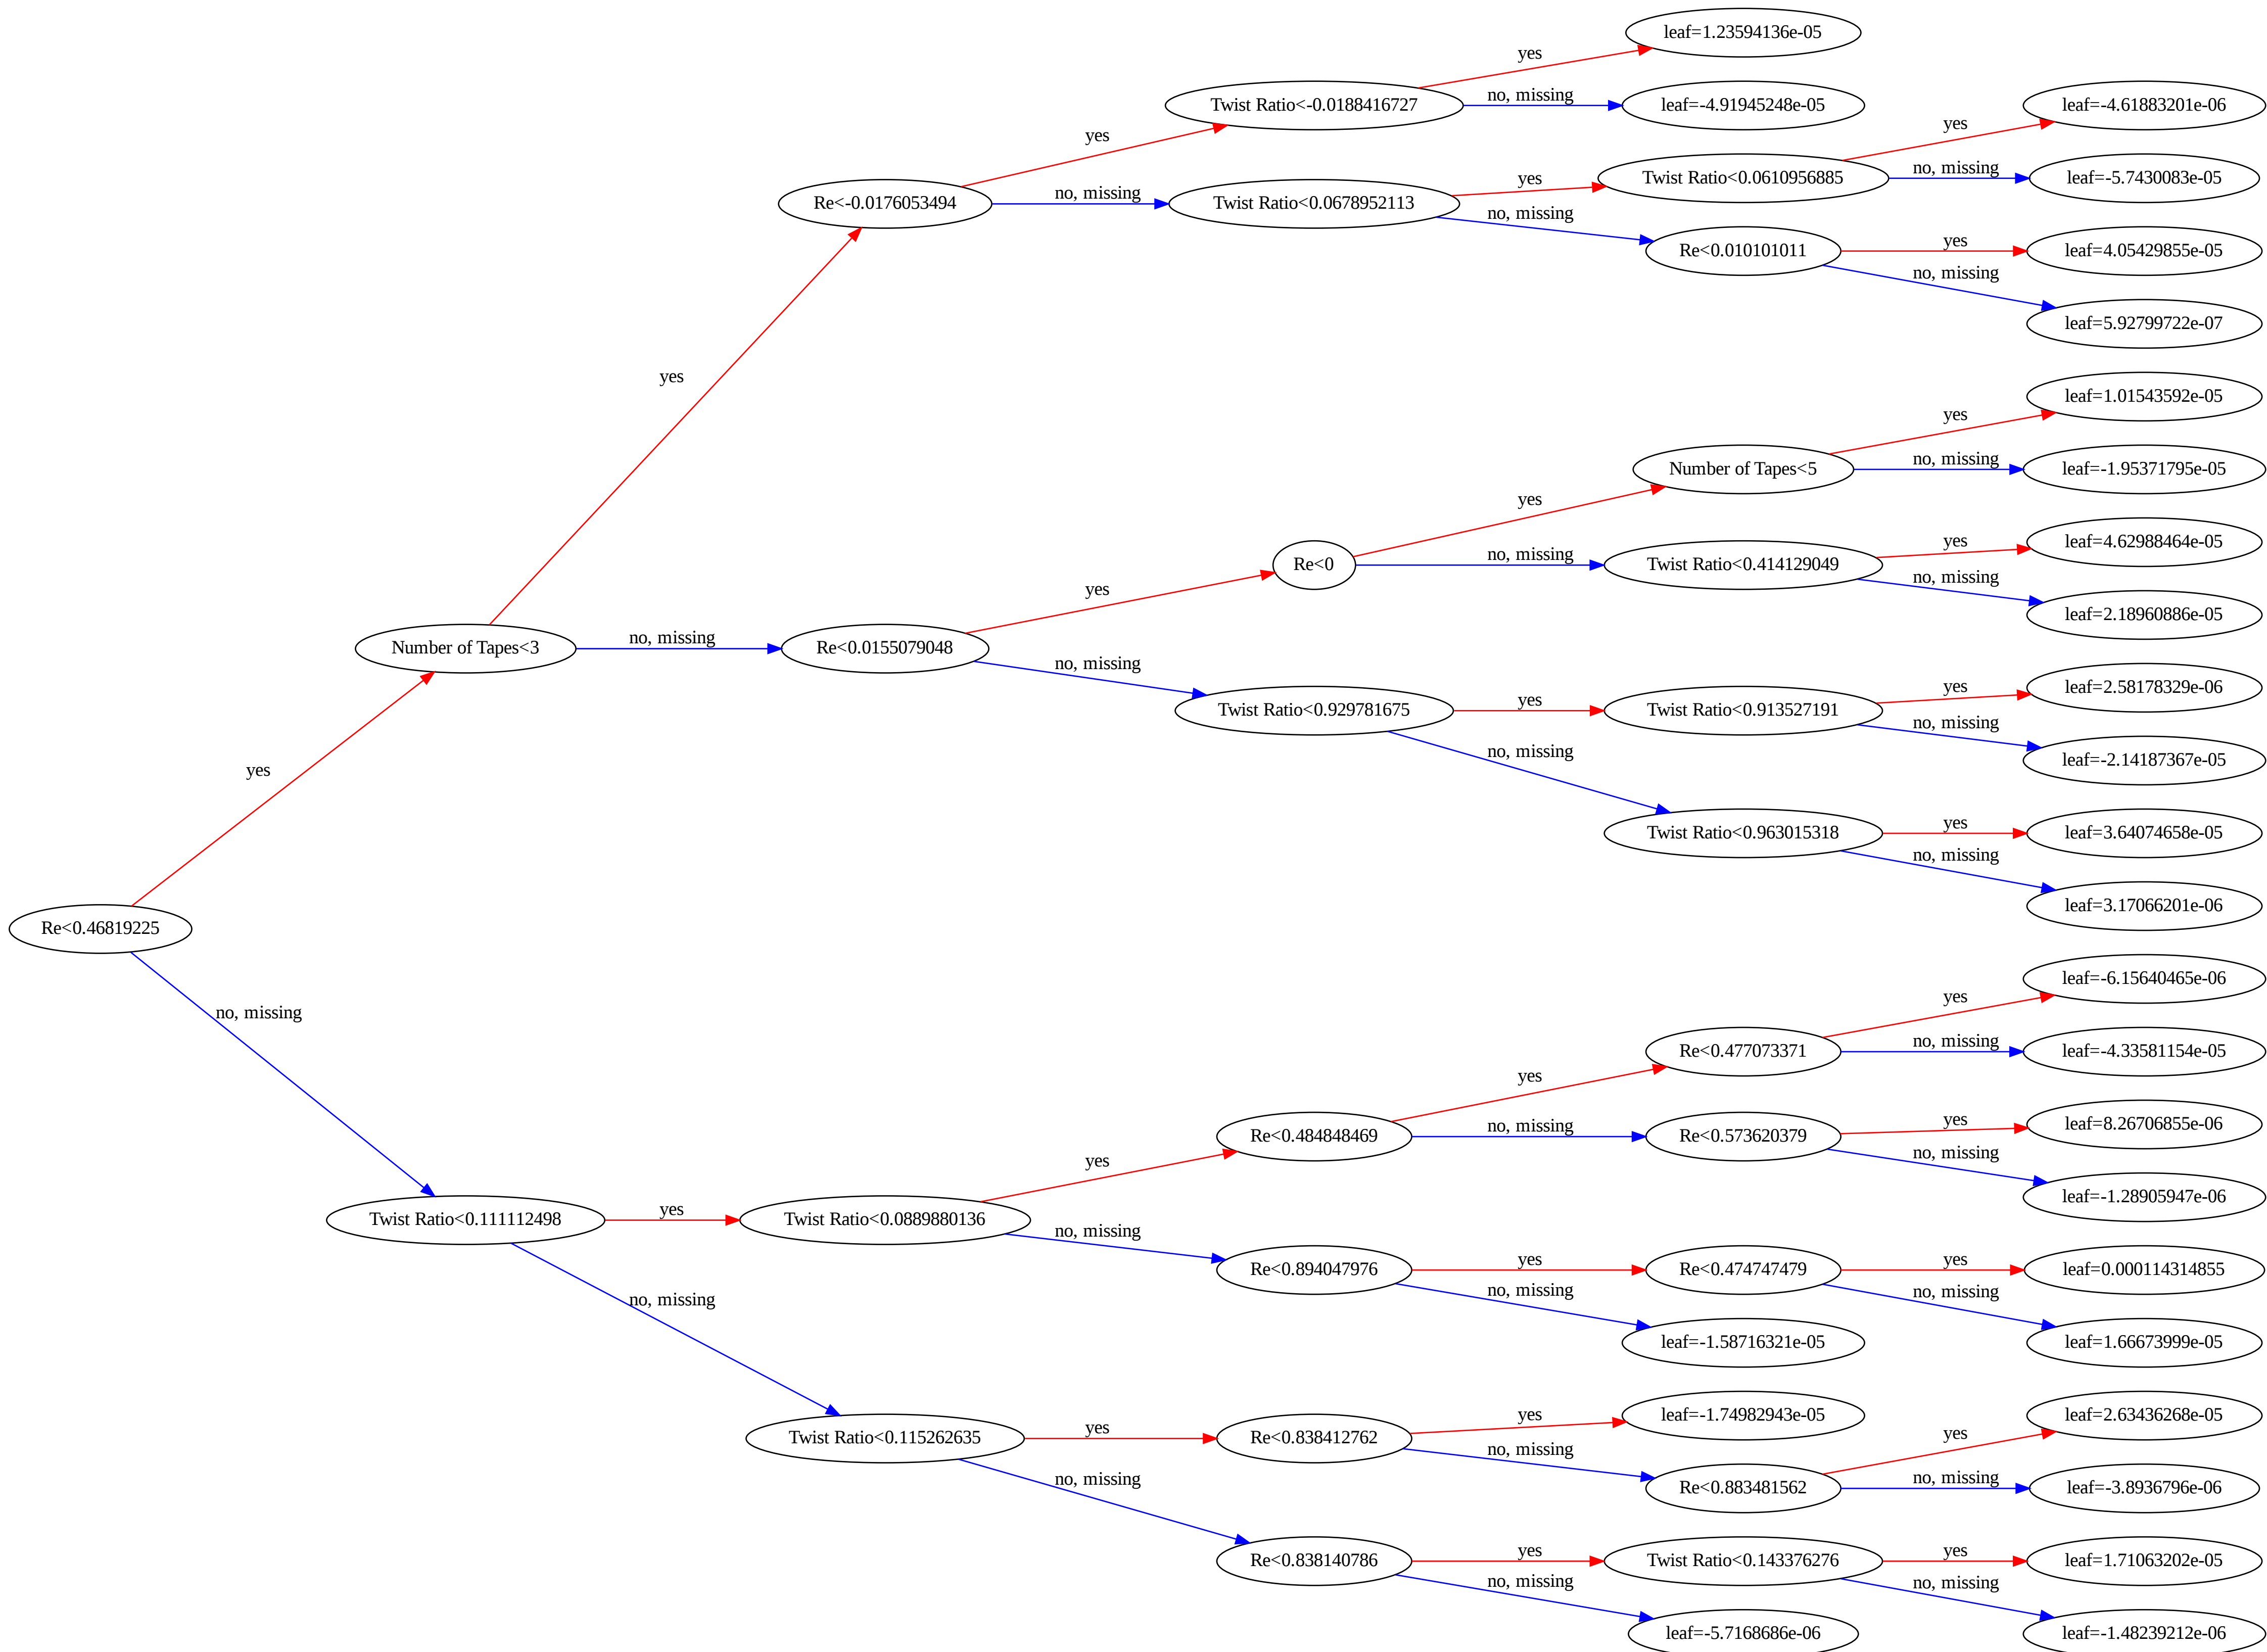 leaf=1.23594136e-05
yes
Twist Ratio<-0.0188416727
no, missing
leaf=-4.91945248e-05
leaf=-4.61883201e-06
yes
yes
Re<-0.0176053494
no, missing
Twist Ratio<0.0678952113
yes
Twist Ratio<0.0610956885
no, missing
leaf=-5.7430083e-05
no, missing
Re<0.010101011
yes
leaf=4.05429855e-05
no, missing
leaf=5.92799722e-07
yes
leaf=1.01543592e-05
yes
Number of Tapes<5
no, missing
leaf=-1.95371795e-05
yes
Re<0
no, missing
Twist Ratio<0.414129049
yes
leaf=4.62988464e-05
no, missing
leaf=2.18960886e-05
yes
Number of Tapes<3
no, missing
Re<0.0155079048
no, missing
Twist Ratio<0.929781675
yes
Twist Ratio<0.913527191
yes
leaf=2.58178329e-06
no, missing
leaf=-2.14187367e-05
no, missing
Twist Ratio<0.963015318
yes
leaf=3.64074658e-05
no, missing
leaf=3.17066201e-06
yes
Re<0.46819225
no, missing
leaf=-6.15640465e-06
yes
Re<0.477073371
no, missing
leaf=-4.33581154e-05
yes
Re<0.484848469
no, missing
Re<0.573620379
yes
leaf=8.26706855e-06
no, missing
leaf=-1.28905947e-06
yes
Twist Ratio<0.111112498
yes
Twist Ratio<0.0889880136
no, missing
Re<0.894047976
yes
Re<0.474747479
yes
leaf=0.000114314855
no, missing
leaf=1.66673999e-05
no, missing
leaf=-1.58716321e-05
no, missing
Twist Ratio<0.115262635
yes
Re<0.838412762
yes
leaf=-1.74982943e-05
no, missing
Re<0.883481562
yes
leaf=2.63436268e-05
no, missing
leaf=-3.8936796e-06
no, missing
Re<0.838140786
yes
Twist Ratio<0.143376276
yes
leaf=1.71063202e-05
no, missing
leaf=-1.48239212e-06
no, missing
leaf=-5.7168686e-06